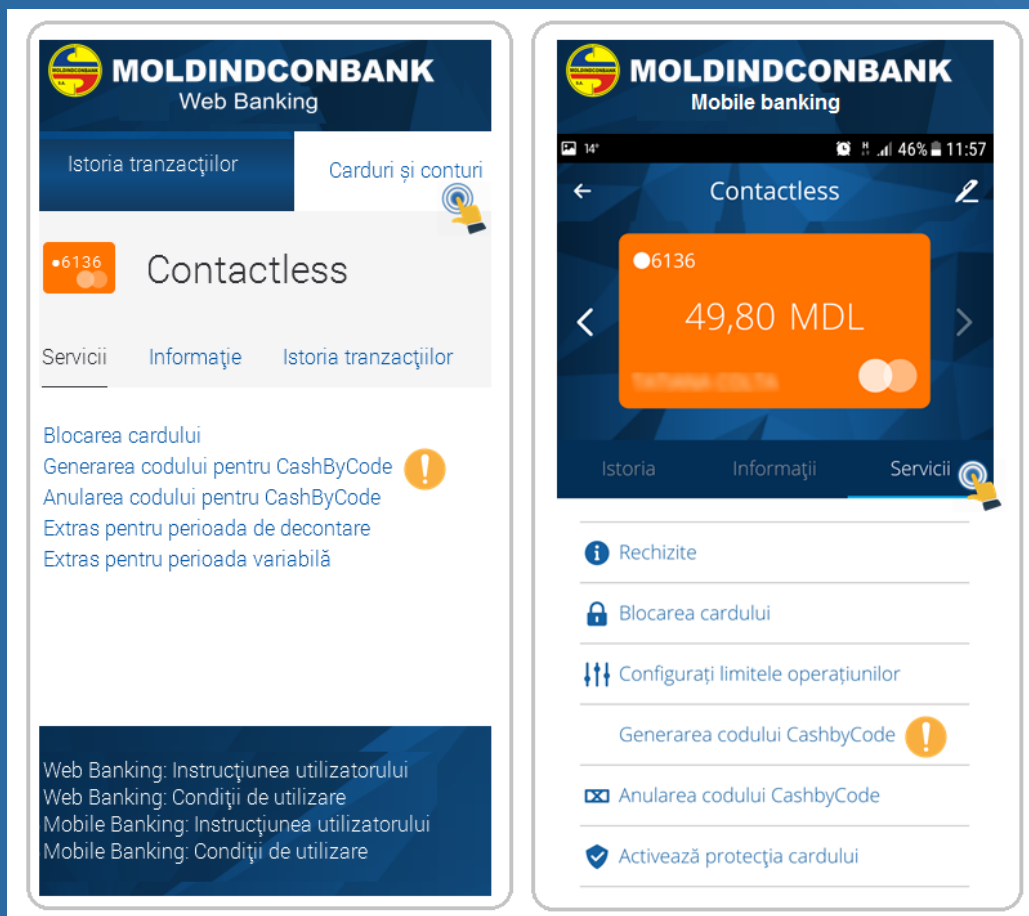 MOLDINDCONBANK
Web Banking
Istoria tranzacţiilor
Carduri și conturi
•6136
Contactless
Servicii Informaţie Istoria tranzacţiilor
Blocarea cardului
Generarea codului pentru CashByCode
Anularea codului pentru CashByCode
Extras pentru perioada de decontare
Extras pentru perioada variabilă
Web Banking: Instrucţiunea utilizatorului
Web Banking: Condiţii de utilizare
Mobile Banking: Instrucţiunea utilizatorului
Mobile Banking: Condiţii de utilizare
MOLDINDCONBANK
Mobile banking
14° 46% 11:57
Contactless
6136
49,80 MDL
Istoria Informaţii Servicii
Rechizite
Blocarea cardului
Configurați limitele operațiunilor
Generarea codului CashbyCode
Anularea codului CashbyCode
Activează protecţia cardului